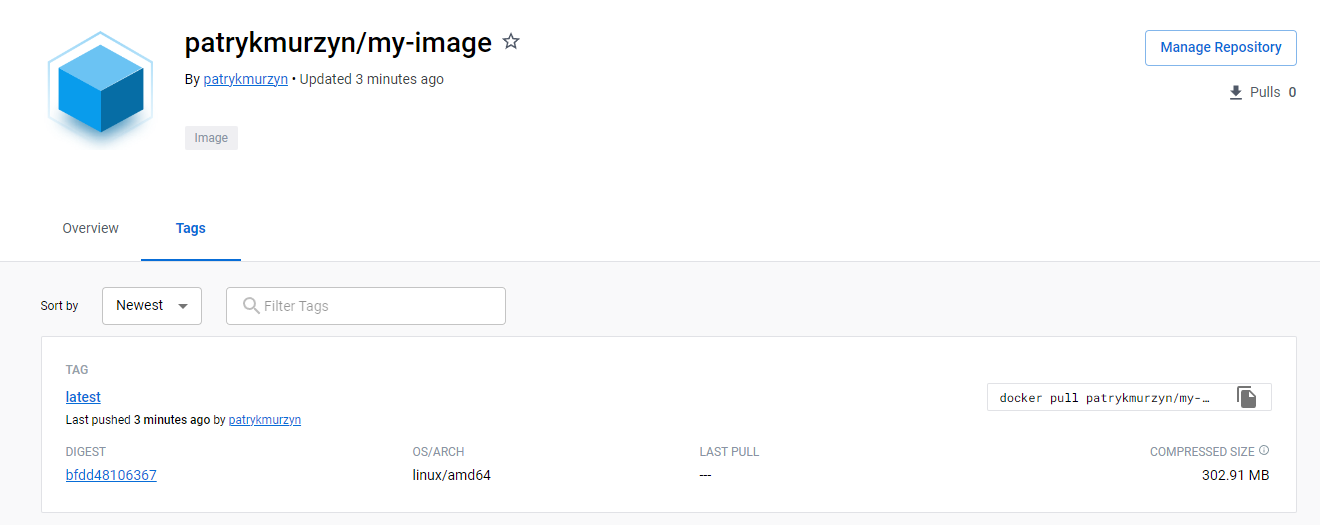 patrykmurzyn/my-image
Manage Repository
By patrykmurzyn • Updated 3 minutes ago
Pulls 0
Image
Overview
Tags
Sort by
Newest
Filter Tags
TAG
latest
docker pull patrykmurzyn/my-…
Last pushed 3 minutes ago by patrykmurzyn
DIGEST
OS/ARCH
LAST PULL
COMPRESSED SIZE
bfdd48106367
linux/amd64
---
302.91 MB